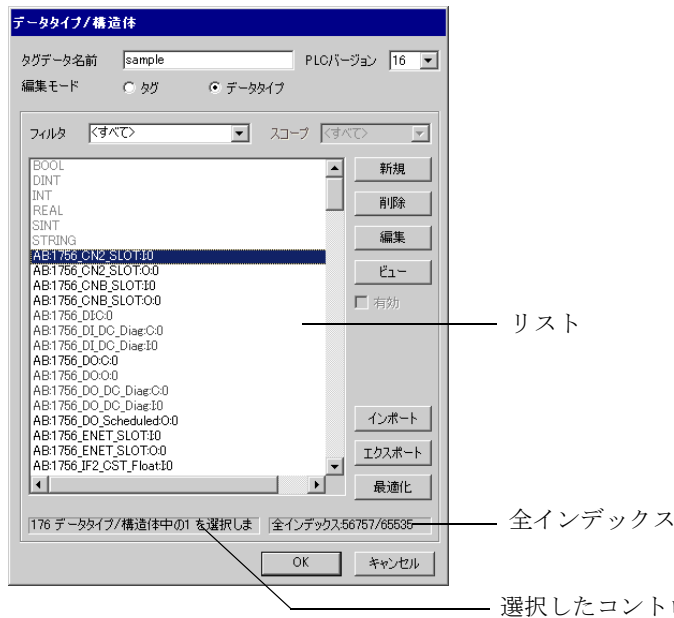 データタイプ/構造体
タグデータ名前 sample PLCバージョン 16
編集モード タグ データタイプ
フィルタ <すべて> スコープ <すべて>
BOOL
DINT
INT
REAL
SINT
STRING
AB:1756_CN2_SLOT:I:0
AB:1756_CN2_SLOT:O:0
AB:1756_CNB_SLOT:I:0
AB:1756_CNB_SLOT:O:0
AB:1756_DI:C:0
AB:1756_DI_DC_Diag:C:0
AB:1756_DI_DC_Diag:I:0
AB:1756_DO:C:0
AB:1756_DO:O:0
AB:1756_DO_DC_Diag:C:0
AB:1756_DO_DC_Diag:I:0
AB:1756_DO_Scheduled:O:0
AB:1756_ENET_SLOT:I:0
AB:1756_ENET_SLOT:O:0
AB:1756_IF2_CST_Float:I:0
新規
削除
編集
ビュー
有効
インポート
エクスポート
最適化
176 データタイプ/構造体中の1 を選択しま
全インデックス:56757/65535
OK
キャンセル
リスト
全インデックス
選択したコント